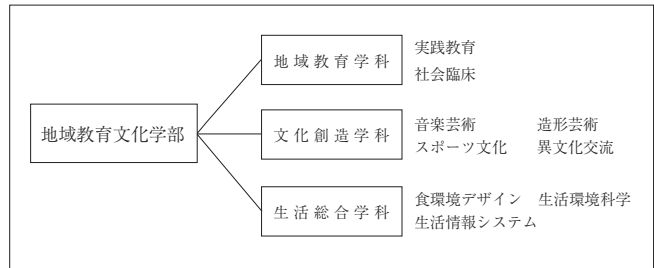 地域教育文化学部
地域教育学科
実践教育
社会臨床
文化創造学科
音楽芸術 造形芸術
スポーツ文化 異文化交流
生活総合学科
食環境デザイン 生活環境科学
生活情報システム